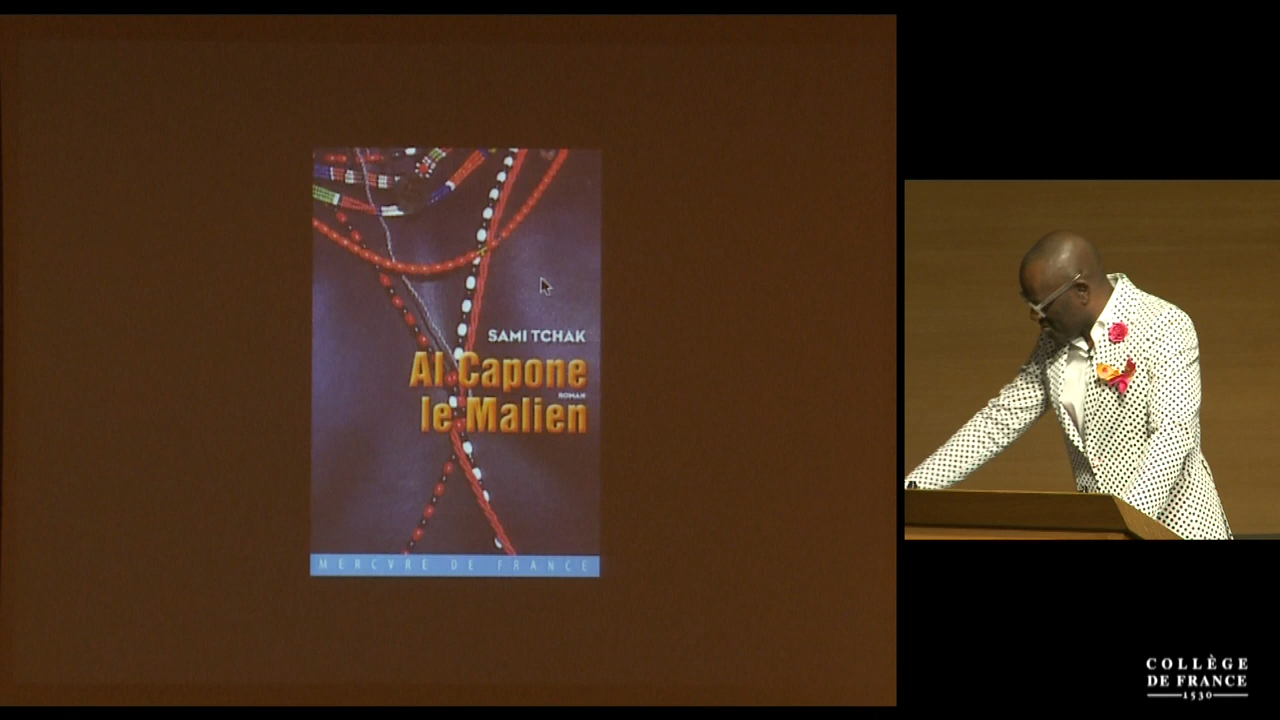 SAMI TCHAK
Al Capone
ROMAN
le Malien
MERCVRE DE FRANCE
COLLÈGE
DE FRANCE
1530